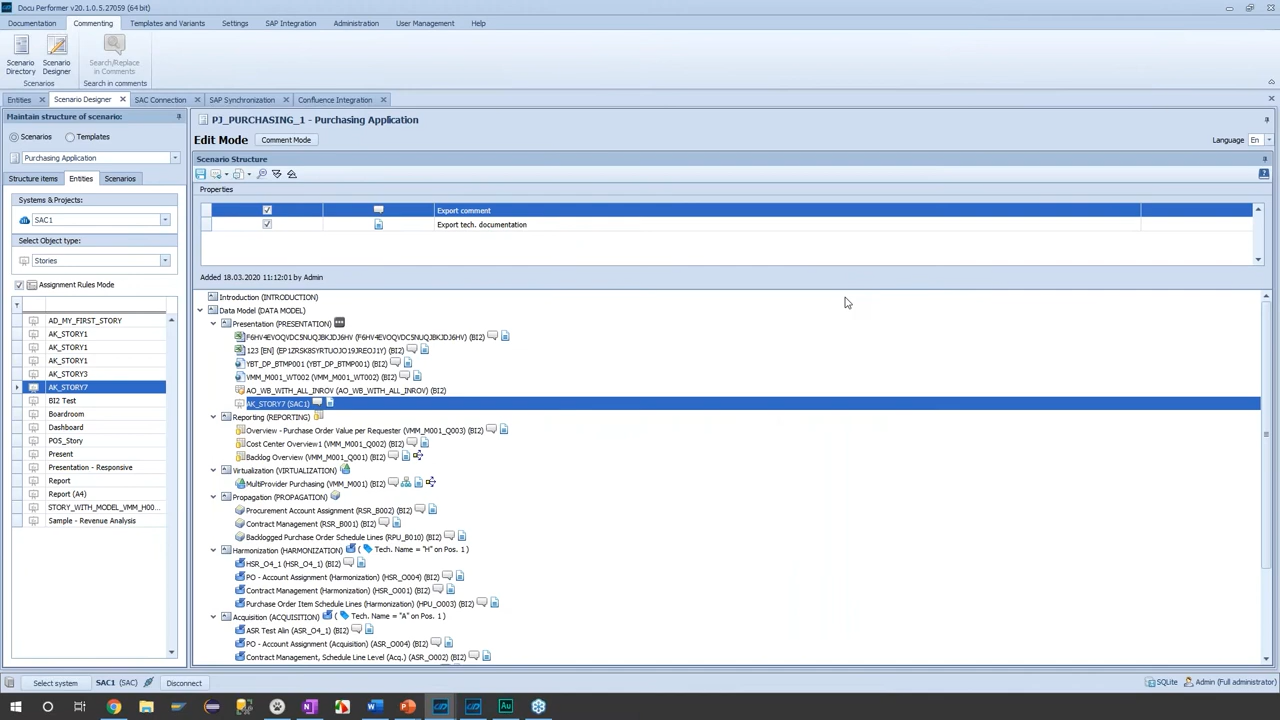 Docu Performer v20.1.0.5.27059 (64 bit)
Documentation Commenting Templates and Variants Settings SAP Integration Administration User Management Help
Scenario Directory Scenario Designer Search/Replace in Comments
Scenarios Search in comments
Entities Scenario Designer SAC Connection SAP Synchronization Confluence Integration
Maintain structure of scenario:
Scenarios Templates
Purchasing Application
Structure items Entities Scenarios
Systems & Projects:
SAC1
Select Object type:
Stories
Assignment Rules Mode
AD_MY_FIRST_STORY
AK_STORY1
AK_STORY1
AK_STORY1
AK_STORY3
AK_STORY7
BI2 Test
Boardroom
Dashboard
POS_Story
Present
Presentation - Responsive
Report
Report (A4)
STORY_WITH_MODEL_VMM_H00...
Sample - Revenue Analysis
PJ_PURCHASING_1 - Purchasing Application
Edit Mode Comment Mode Language En
Scenario Structure
Properties
Export comment
Export tech. documentation
Added 18.03.2020 11:12:01 by Admin
Introduction (INTRODUCTION)
Data Model (DATA MODEL)
Presentation (PRESENTATION)
123 [EN] (EP1ZRSK8SYRTUOJO19JREOJ1Y) (BI2)
YBT_DP_BTMP001 (YBT_DP_BTMP001) (BI2)
VMM_M001_WT002 (VMM_M001_WT002) (BI2)
AO_WB_WITH_ALL_INROV (AO_WB_WITH_ALL_INROV) (BI2)
AK_STORY7 (SAC1)
Reporting (REPORTING)
Overview - Purchase Order Value per Requester (VMM_M001_Q003) (BI2)
Cost Center Overview1 (VMM_M001_Q002) (BI2)
Backlog Overview (VMM_M001_Q001) (BI2)
Virtualization (VIRTUALIZATION)
MultiProvider Purchasing (VMM_M001) (BI2)
Propagation (PROPAGATION)
Procurement Account Assignment (RSR_B002) (BI2)
Contract Management (RSR_B001) (BI2)
Backlogged Purchase Order Schedule Lines (RPU_B010) (BI2)
Harmonization (HARMONIZATION) ( Tech. Name = "H" on Pos. 1 )
HSR_O4_1 (HSR_O4_1) (BI2)
PO - Account Assignment (Harmonization) (HSR_O004) (BI2)
Contract Management (Harmonization) (HSR_O001) (BI2)
Purchase Order Item Schedule Lines (Harmonization) (HPU_O003) (BI2)
Acquisition (ACQUISITION) ( Tech. Name = "A" on Pos. 1 )
ASR Test Alin (ASR_O4_1) (BI2)
PO - Account Assignment (Acquisition) (ASR_O004) (BI2)
Contract Management, Schedule Line Level (Acq.) (ASR_O002) (BI2)
Select system SAC1 (SAC) Disconnect SQLite Admin (Full administrator)